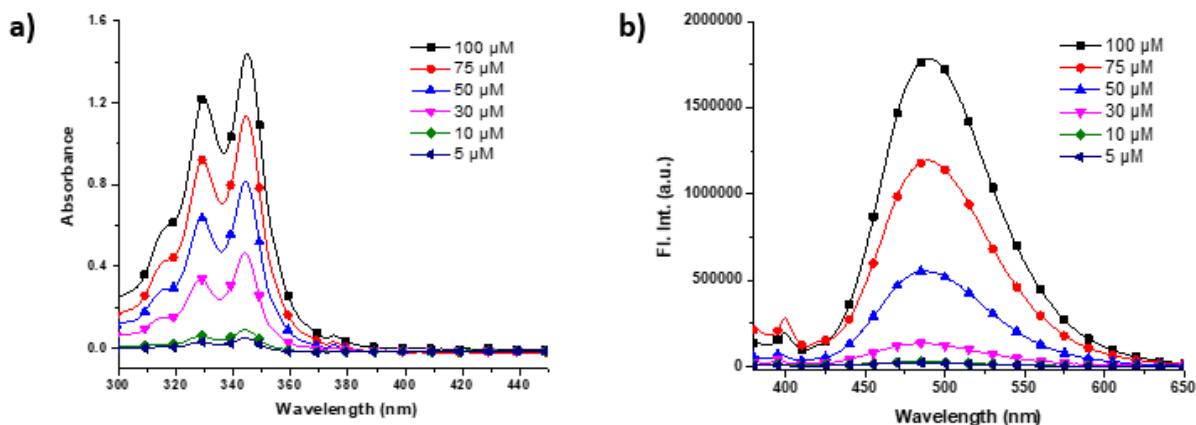 a)
1.6
1.2
0.8
0.4
0.0
Absorbance
300 320 340 360 380 400 420 440
Wavelength (nm)
100 µM
75 µM
50 µM
30 µM
10 µM
5 µM
b)
2000000
1500000
1000000
500000
0
Fl. Int. (a.u.)
400 450 500 550 600 650
Wavelength (nm)
100 µM
75 µM
50 µM
30 µM
10 µM
5 µM